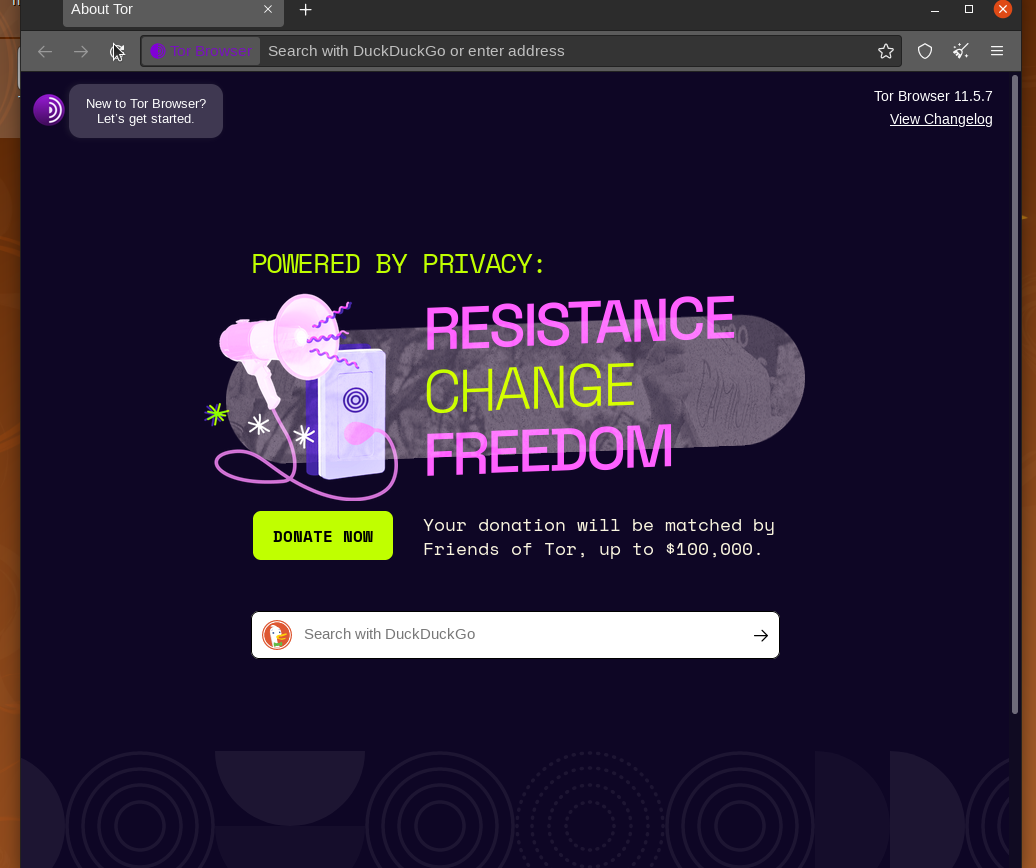 About Tor
Tor Browser
Search with DuckDuckGo or enter address
New to Tor Browser?
Let's get started.
Tor Browser 11.5.7
View Changelog
POWERED BY PRIVACY:
RESISTANCE
CHANGE
FREEDOM
DONATE NOW
Your donation will be matched by
Friends of Tor, up to $100,000.
Search with DuckDuckGo